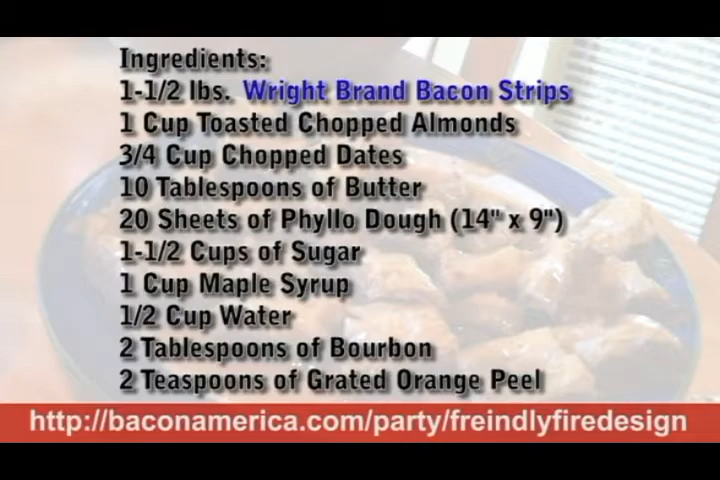 Ingredients:
1-1/2 lbs. Wright Brand Bacon Strips
1 Cup Toasted Chopped Almonds
3/4 Cup Chopped Dates
10 Tablespoons of Butter
20 Sheets of Phyllo Dough (14" x 9")
1-1/2 Cups of Sugar
1 Cup Maple Syrup
1/2 Cup Water
2 Tablespoons of Bourbon
2 Teaspoons of Grated Orange Peel
http://baconamerica.com/party/freindlyfiredesign